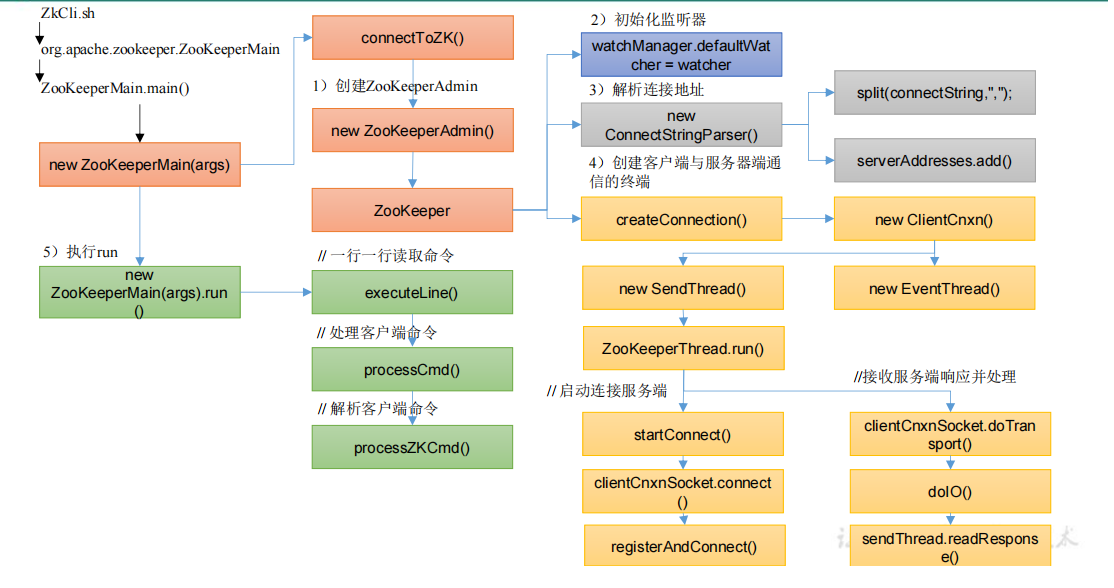 ZkCli.sh
org.apache.zookeeper.ZooKeeperMain
ZooKeeperMain.main()
new ZooKeeperMain(args)
5）执行run
new
ZooKeeperMain(args).run
()
connectToZK()
1）创建ZooKeeperAdmin
new ZooKeeperAdmin()
ZooKeeper
// 一行一行读取命令
executeLine()
// 处理客户端命令
processCmd()
// 解析客户端命令
processZKCmd()
2）初始化监听器
watchManager.defaultWat
cher = watcher
3）解析连接地址
new
ConnectStringParser()
split(connectString,",");
serverAddresses.add()
4）创建客户端与服务器端通
信的终端
createConnection()
new ClientCnxn()
new SendThread()
new EventThread()
ZooKeeperThread.run()
// 启动连接服务端
startConnect()
clientCnxnSocket.connect
()
registerAndConnect()
//接收服务端响应并处理
clientCnxnSocket.doTran
sport()
doIO()
sendThread.readRespons
e()